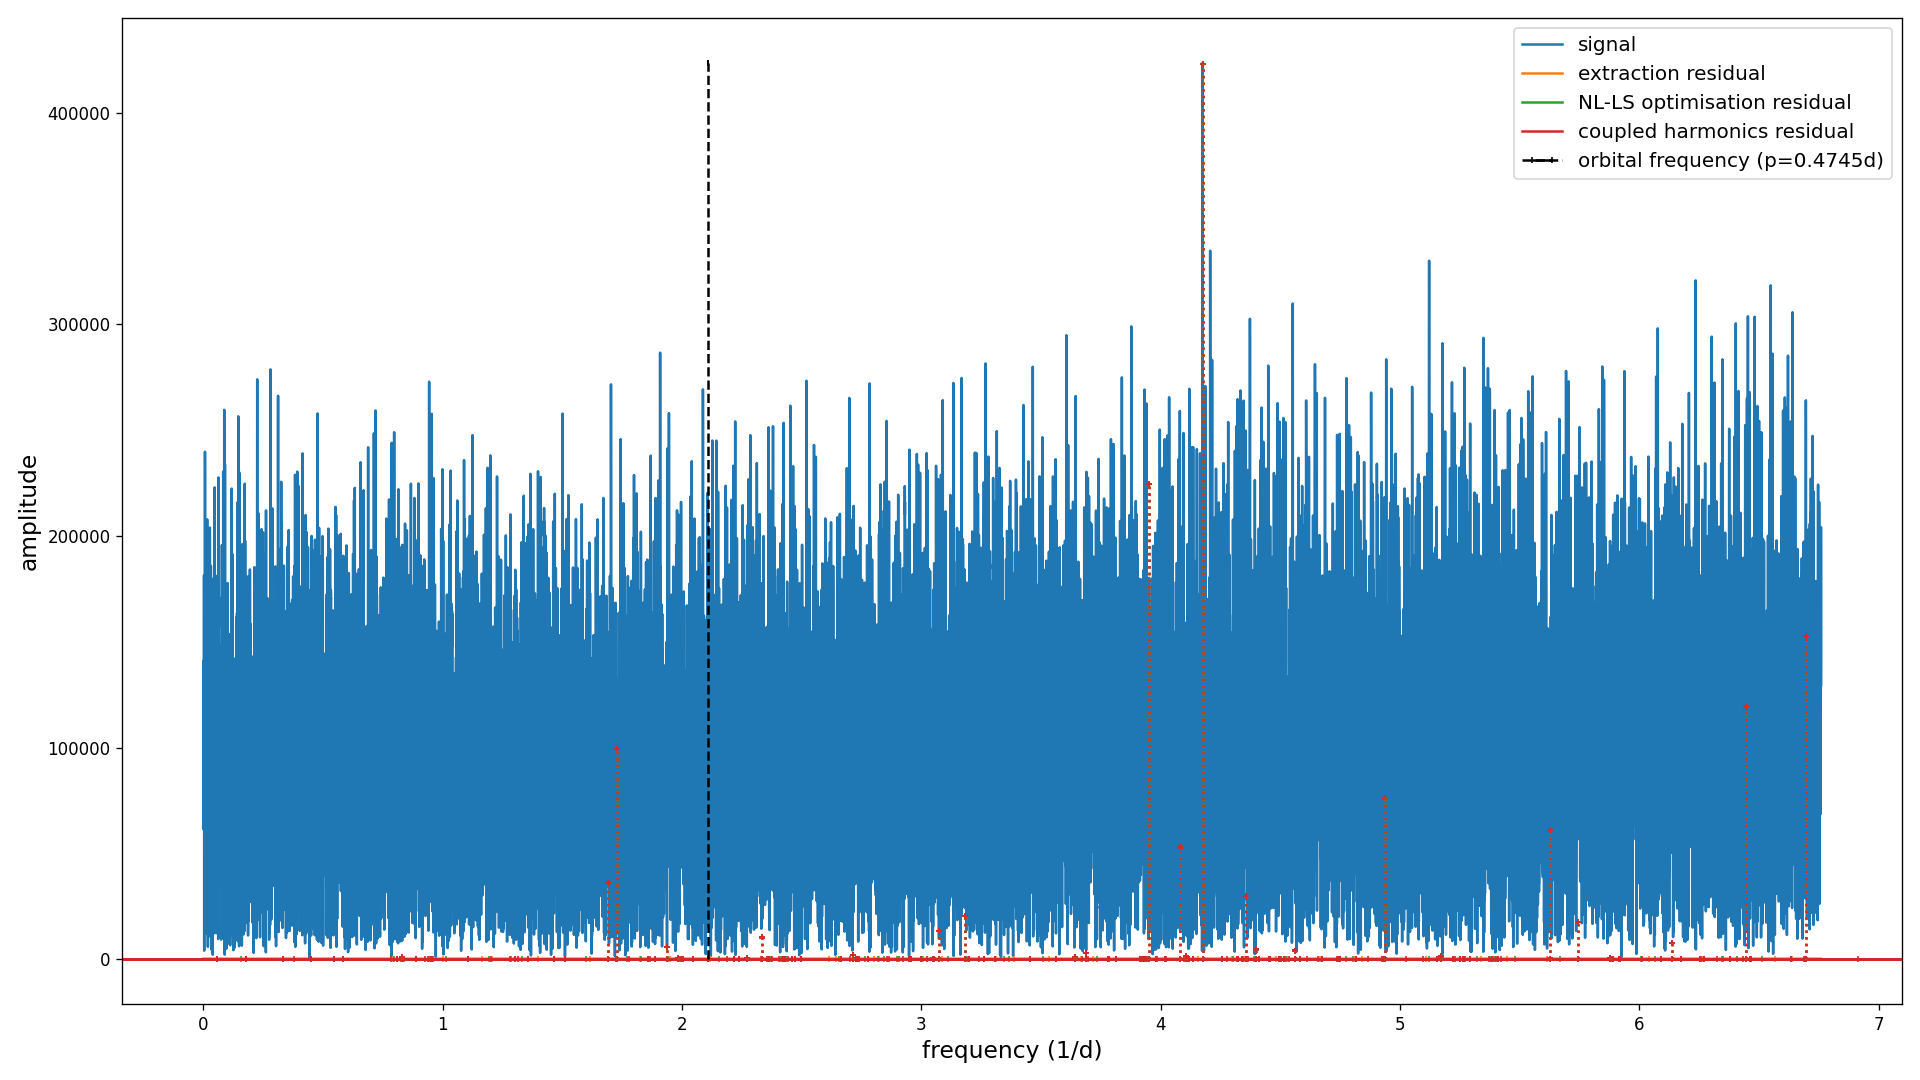 signal
extraction residual
NL-LS optimisation residual
coupled harmonics residual
orbital frequency (p=0.4745d)
amplitude
400000
300000
200000
100000
0
0 1 2 3 4 5 6 7
frequency (1/d)